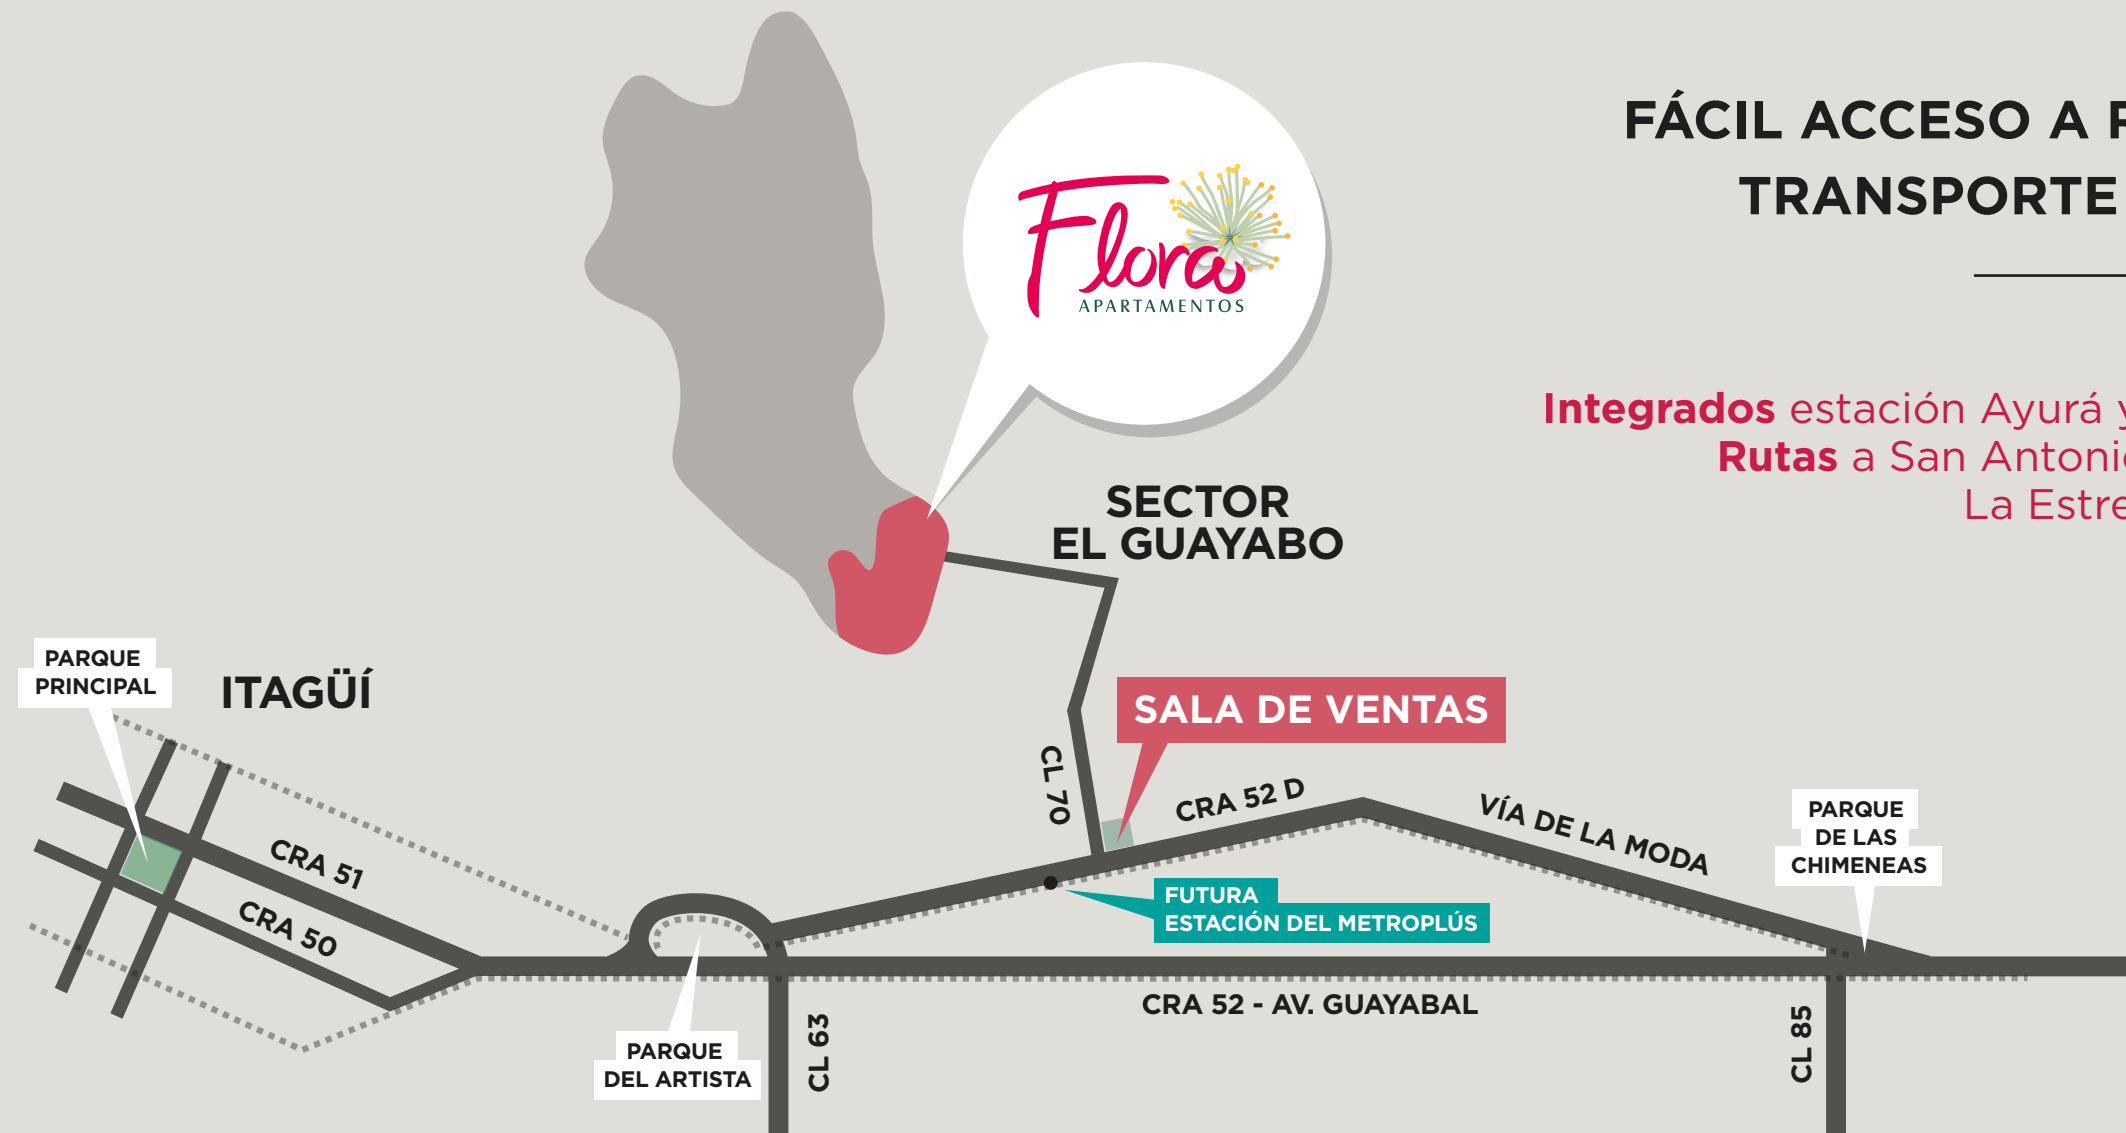 FÁCIL ACCESO A
TRANSPORTE
Flora
APARTAMENTOS
Integrados estación Ayurá y
Rutas a San Antonio
La Estre
SECTOR
EL GUAYABO
PARQUE
PRINCIPAL
ITAGÜÍ
SALA DE VENTAS
CL 70
CRA 52 D
VÍA DE LA MODA
PARQUE
DE LAS
CHIMENEAS
CRA 51
CRA 50
FUTURA
ESTACIÓN DEL METROPLÚS
CRA 52 - AV. GUAYABAL
CL 63
CL 85
PARQUE
DEL ARTISTA